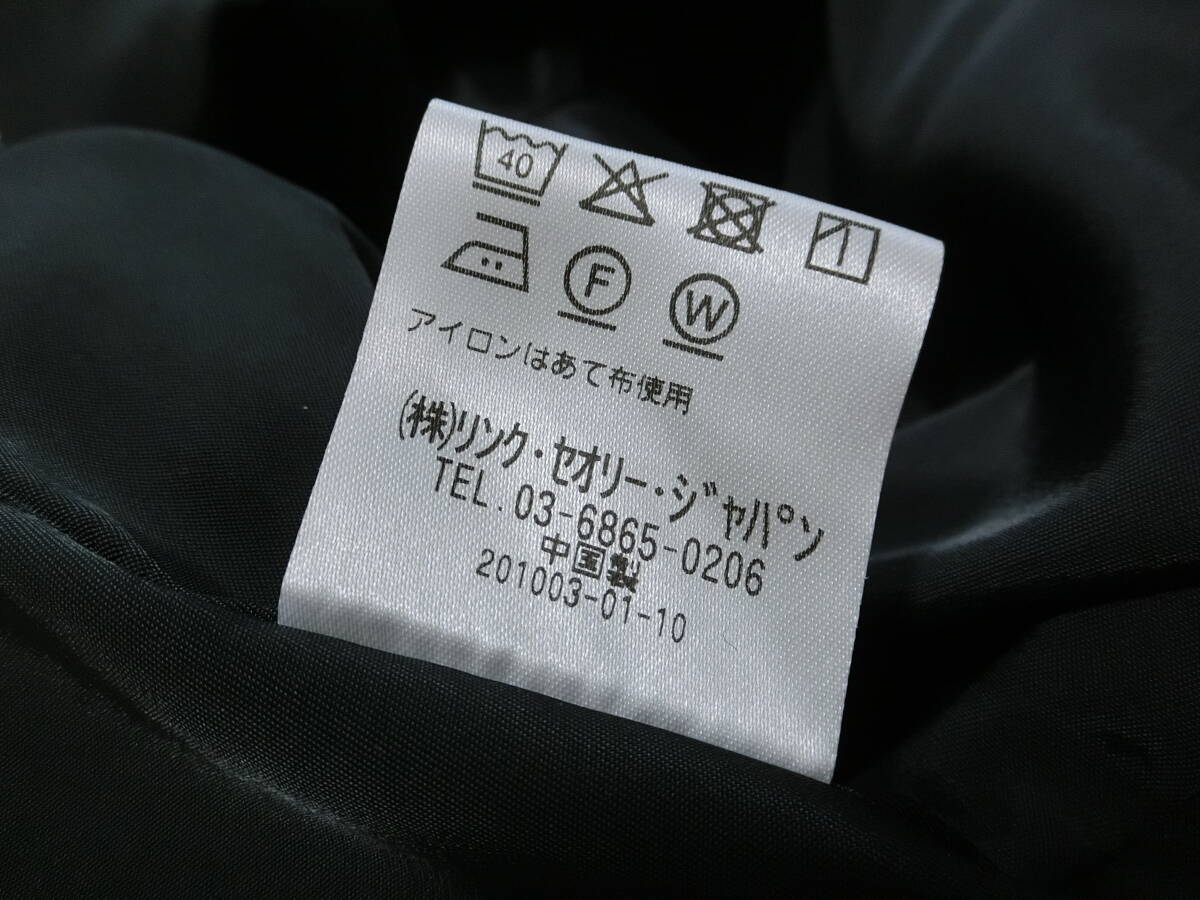 40
F W
アイロンはあて布使用
(株)リンク・セオリー・ジャパン
TEL.03-6865-0206
中国製
201003-01-10